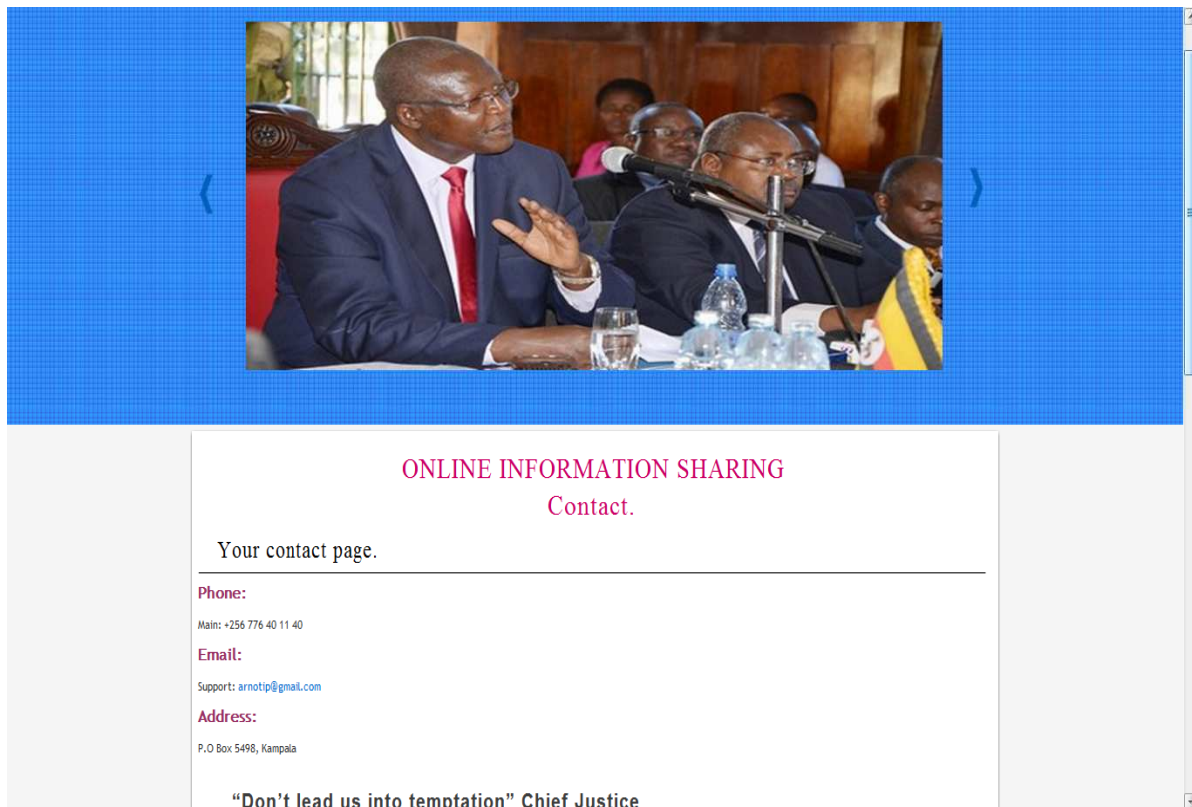 ONLINE INFORMATION SHARING
Contact.
Your contact page.
Phone:
Main: +256 776 40 11 40
Email:
Support: arnotip@gmail.com
Address:
P.O Box 5498, Kampala
“Don’t lead us into temptation” Chief Justice